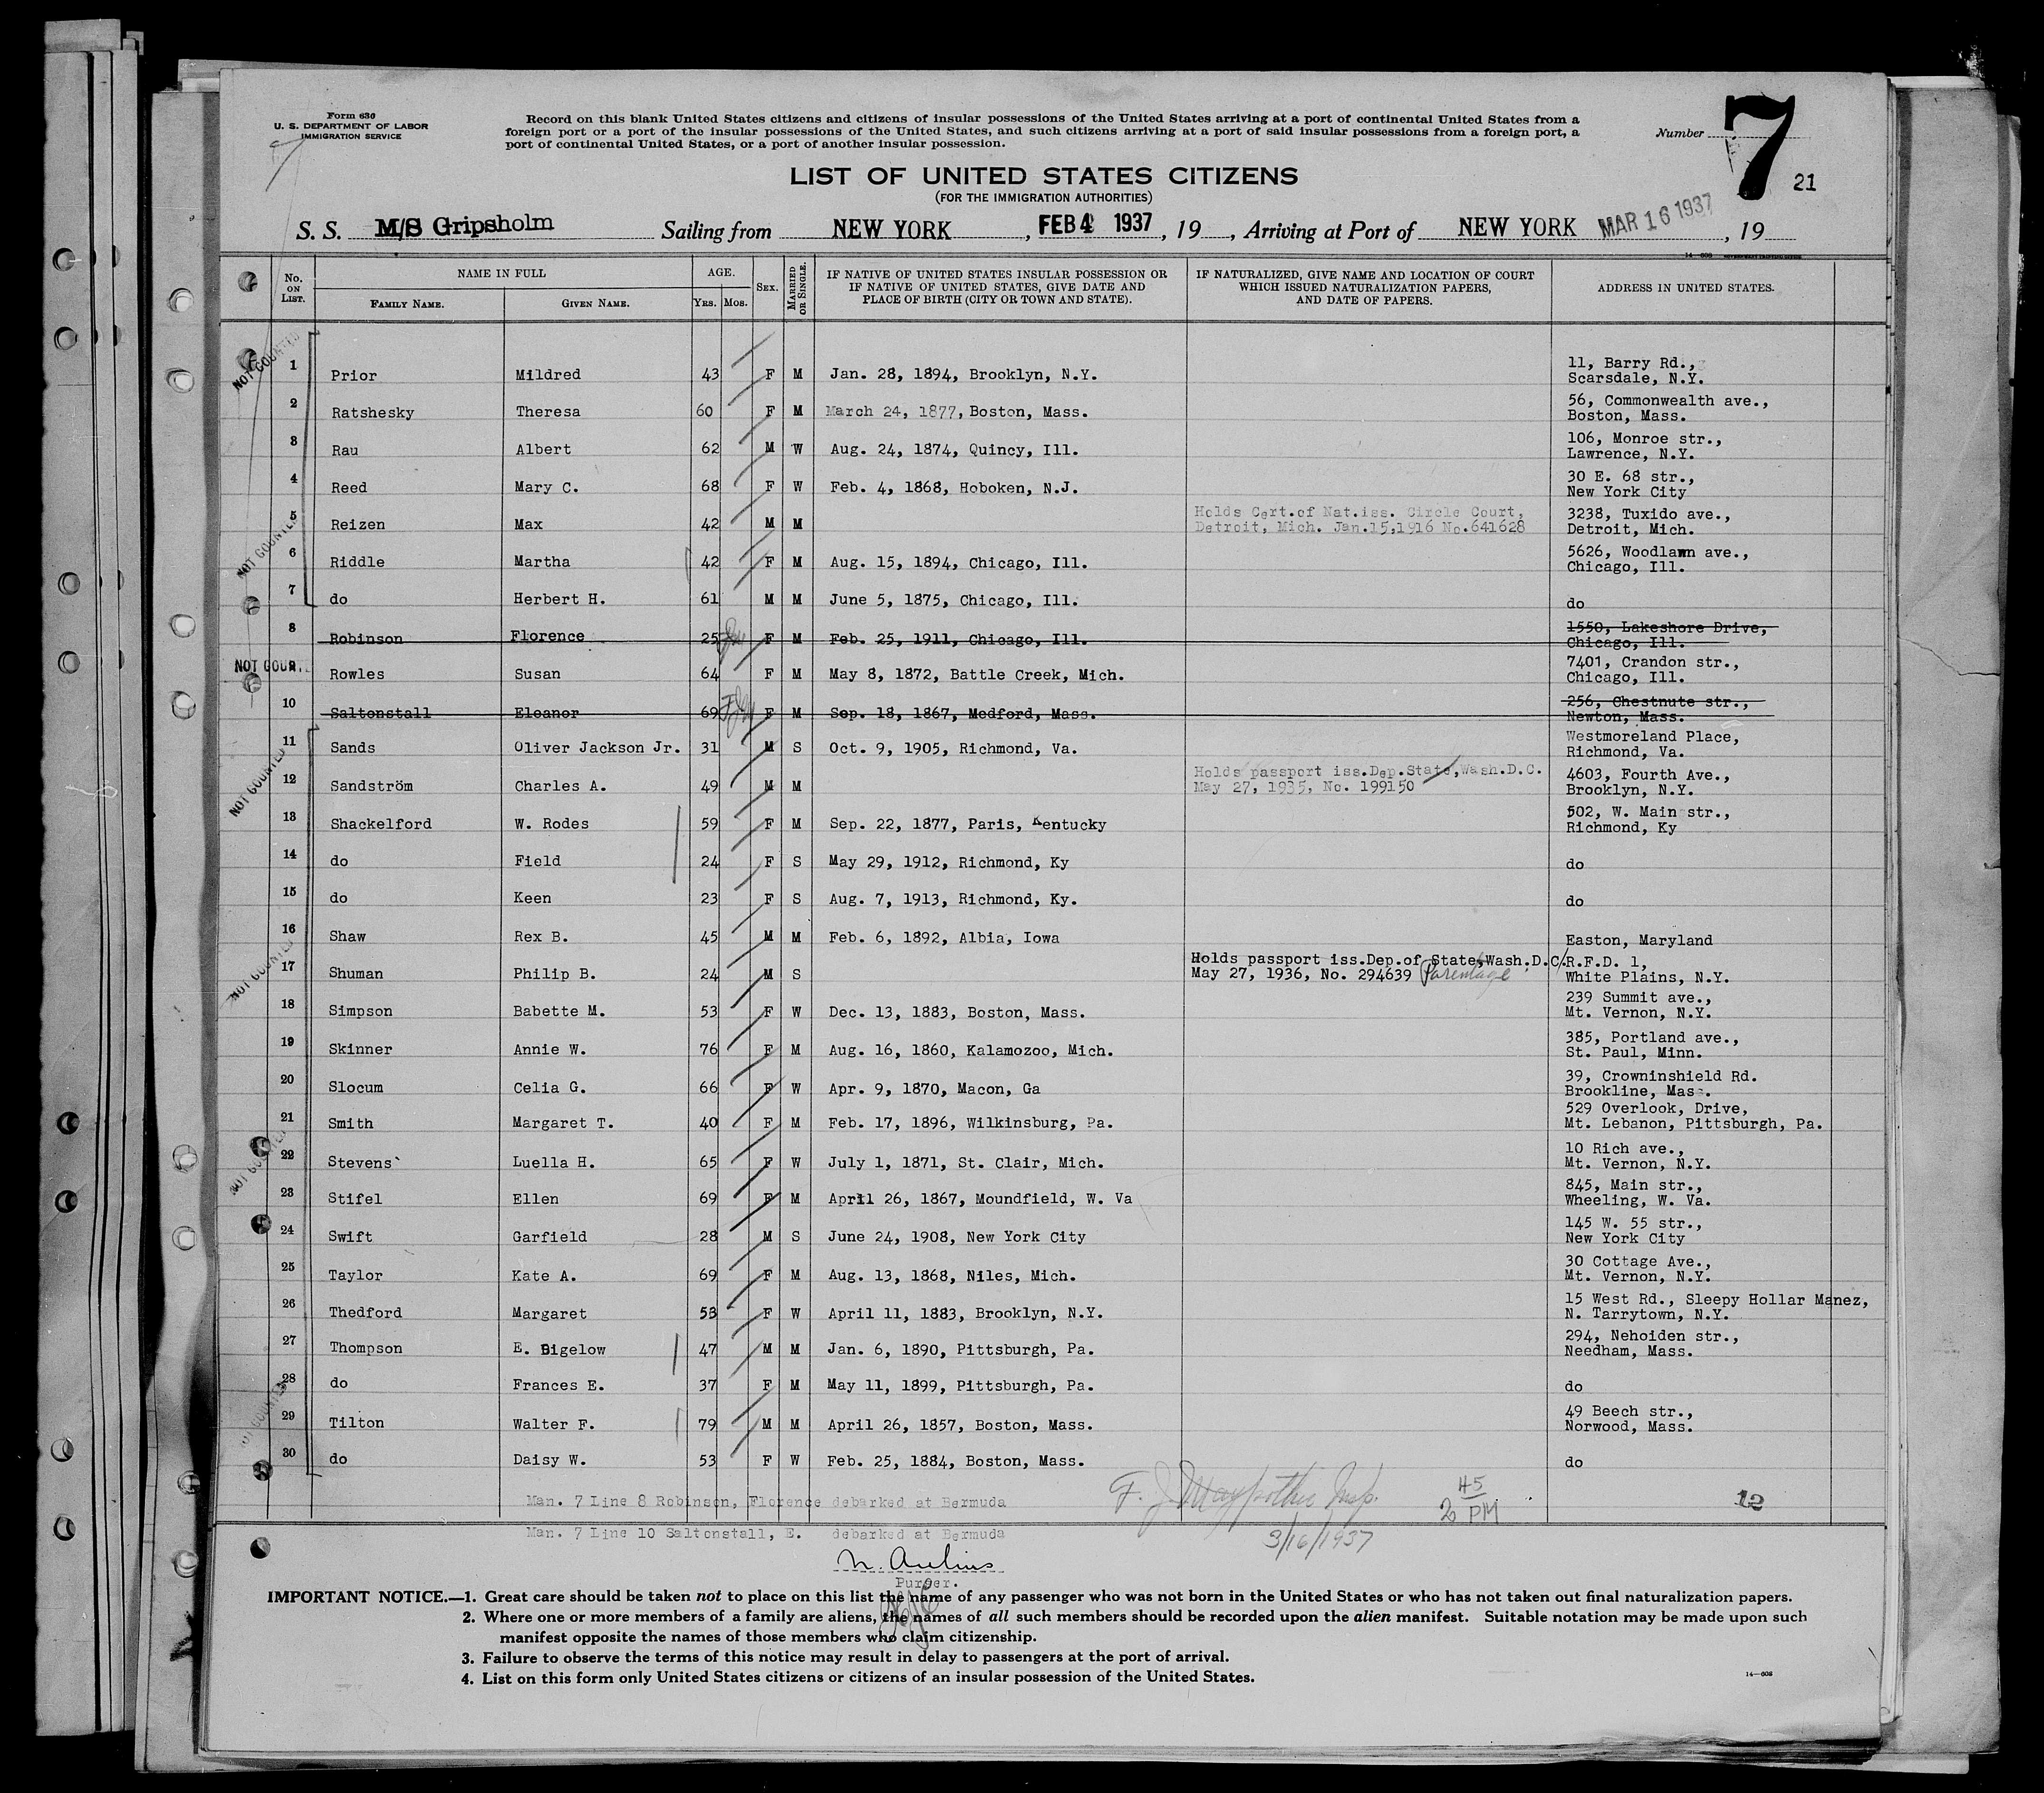 Form 630
U. S. DEPARTMENT OF LABOR
IMMIGRATION SERVICE
Record on this blank United States citizens and citizens of insular possessions of the United States arriving at a port of continental United States from a
foreign port or a port of the insular possessions of the United States, and such citizens arriving at a port of said insular possessions from a foreign port, a
port of continental United States, or a port of another insular possession.
Number 7
21
LIST OF UNITED STATES CITIZENS
(FOR THE IMMIGRATION AUTHORITIES)
S. S. M/S Gripsholm Sailing from NEW YORK, FEB 4 1937, 19, Arriving at Port of NEW YORK MAR 16 1937, 19
14—608
No. ON LIST. NAME IN FULL FAMILY NAME. GIVEN NAME. AGE. YRS. MOS. SEX. MARRIED OR SINGLE. IF NATIVE OF UNITED STATES INSULAR POSSESSION OR IF NATIVE OF UNITED STATES, GIVE DATE AND PLACE OF BIRTH (CITY OR TOWN AND STATE). IF NATURALIZED, GIVE NAME AND LOCATION OF COURT WHICH ISSUED NATURALIZATION PAPERS, AND DATE OF PAPERS. ADDRESS IN UNITED STATES.
NOT COUNTED
1 Prior Mildred 43 F M Jan. 28, 1894, Brooklyn, N.Y. 11, Barry Rd., Scarsdale, N.Y.
2 Ratshesky Theresa 60 F M March 24, 1877, Boston, Mass. 56, Commonwealth ave., Boston, Mass.
3 Rau Albert 62 M W Aug. 24, 1874, Quincy, Ill. 106, Monroe str., Lawrence, N.Y.
4 Reed Mary C. 68 F W Feb. 4, 1868, Hoboken, N.J. 30 E. 68 str., New York City
NOT COUNTED
5 Reizen Max 42 M M Holds Cert.of Nat.iss. Circle Court, Detroit, Mich. Jan.15,1916 No.641628 3238, Tuxido ave., Detroit, Mich.
6 Riddle Martha 42 F M Aug. 15, 1894, Chicago, Ill. 5626, Woodlawn ave., Chicago, Ill.
7 do Herbert H. 61 M M June 5, 1875, Chicago, Ill. do
8 Robinson Florence 25 F M Feb. 25, 1911, Chicago, Ill. 1550, Lakeshore Drive, Chicago, Ill.
NOT COUNT
9 Rowles Susan 64 F M May 8, 1872, Battle Creek, Mich. 7401, Crandon str., Chicago, Ill.
10 Saltonstall Eleanor 69 F M Sep. 18, 1867, Medford, Mass. 256, Chestnute str., Newton, Mass.
11 Sands Oliver Jackson Jr. 31 M S Oct. 9, 1905, Richmond, Va. Westmoreland Place, Richmond, Va.
NOT COUNTED
12 Sandström Charles A. 49 M M Holds passport iss.Dep.State,Wash.D.C. May 27, 1935, No. 199150 4603, Fourth Ave., Brooklyn, N.Y.
13 Shackelford W. Rodes 59 F M Sep. 22, 1877, Paris, Kentucky 502, W. Main str., Richmond, Ky
14 do Field 24 F S May 29, 1912, Richmond, Ky do
15 do Keen 23 F S Aug. 7, 1913, Richmond, Ky. do
16 Shaw Rex B. 45 M M Feb. 6, 1892, Albia, Iowa Easton, Maryland
NOT COUNTED
17 Shuman Philip B. 24 M S Holds passport iss.Dep.of State,Wash.D.C. May 27, 1936, No. 294639 Parentage R.F.D. 1, White Plains, N.Y.
18 Simpson Babette M. 53 F W Dec. 13, 1883, Boston, Mass. 239 Summit ave., Mt. Vernon, N.Y.
19 Skinner Annie W. 76 F M Aug. 16, 1860, Kalamozoo, Mich. 385, Portland ave., St. Paul, Minn.
20 Slocum Celia G. 66 F W Apr. 9, 1870, Macon, Ga 39, Crowninshield Rd. Brookline, Mass.
21 Smith Margaret T. 40 F M Feb. 17, 1896, Wilkinsburg, Pa. 529 Overlook, Drive, Mt. Lebanon, Pittsburgh, Pa.
NOT COUNTED
22 Stevens Luella H. 65 F W July 1, 1871, St. Clair, Mich. 10 Rich ave., Mt. Vernon, N.Y.
23 Stifel Ellen 69 F M April 26, 1867, Moundfield, W. Va 845, Main str., Wheeling, W. Va.
24 Swift Garfield 28 M S June 24, 1908, New York City 145 W. 55 str., New York City
25 Taylor Kate A. 69 F M Aug. 13, 1868, Niles, Mich. 30 Cottage Ave., Mt. Vernon, N.Y.
26 Thedford Margaret 53 F W April 11, 1883, Brooklyn, N.Y. 15 West Rd., Sleepy Hollar Manez, N. Tarrytown, N.Y.
27 Thompson E. Bigelow 47 M M Jan. 6, 1890, Pittsburgh, Pa. 294, Nehoiden str., Needham, Mass.
28 do Frances E. 37 F M May 11, 1899, Pittsburgh, Pa. do
29 Tilton Walter F. 79 M M April 26, 1857, Boston, Mass. 49 Beech str., Norwood, Mass.
30 do Daisy W. 53 F W Feb. 25, 1884, Boston, Mass. do
Man. 7 Line 8 Robinson, Florence debarked at Bermuda
Man. 7 Line 10 Saltonstall, E. debarked at Bermuda
F. J. Insp.
3/16/1937
2 45 PM
12
Purser.
IMPORTANT NOTICE.—1. Great care should be taken not to place on this list the name of any passenger who was not born in the United States or who has not taken out final naturalization papers.
2. Where one or more members of a family are aliens, the names of all such members should be recorded upon the alien manifest. Suitable notation may be made upon such
manifest opposite the names of those members who claim citizenship.
3. Failure to observe the terms of this notice may result in delay to passengers at the port of arrival.
4. List on this form only United States citizens or citizens of an insular possession of the United States.
14—608